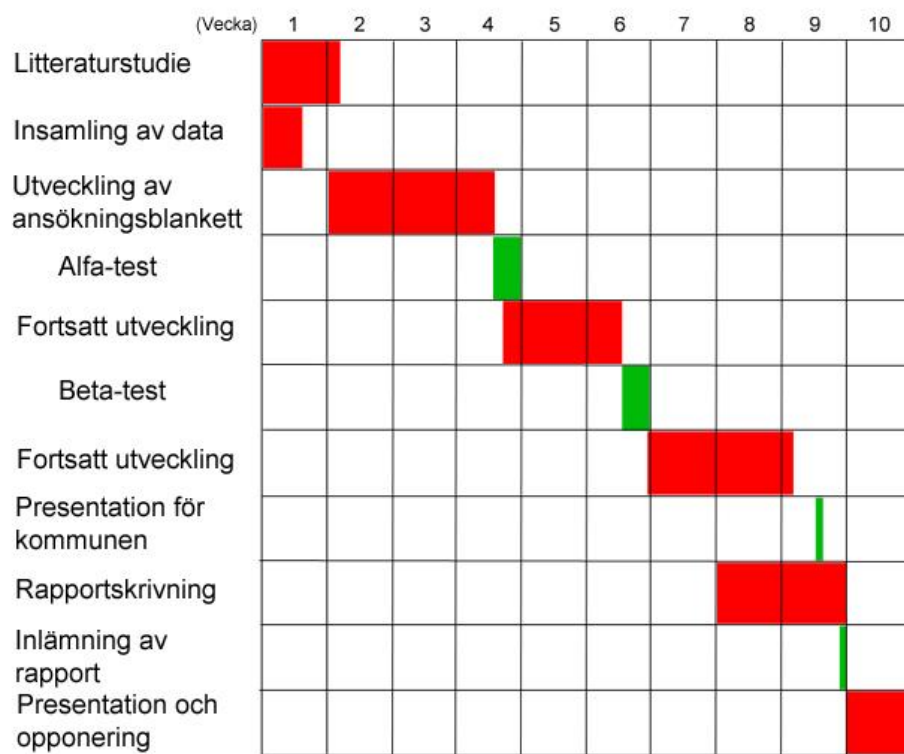 (Vecka) 1 2 3 4 5 6 7 8 9 10
Litteraturstudie
Insamling av data
Utveckling av
ansökningsblankett
Alfa-test
Fortsatt utveckling
Beta-test
Fortsatt utveckling
Presentation för
kommunen
Rapportskrivning
Inlämning av
rapport
Presentation och
opponering